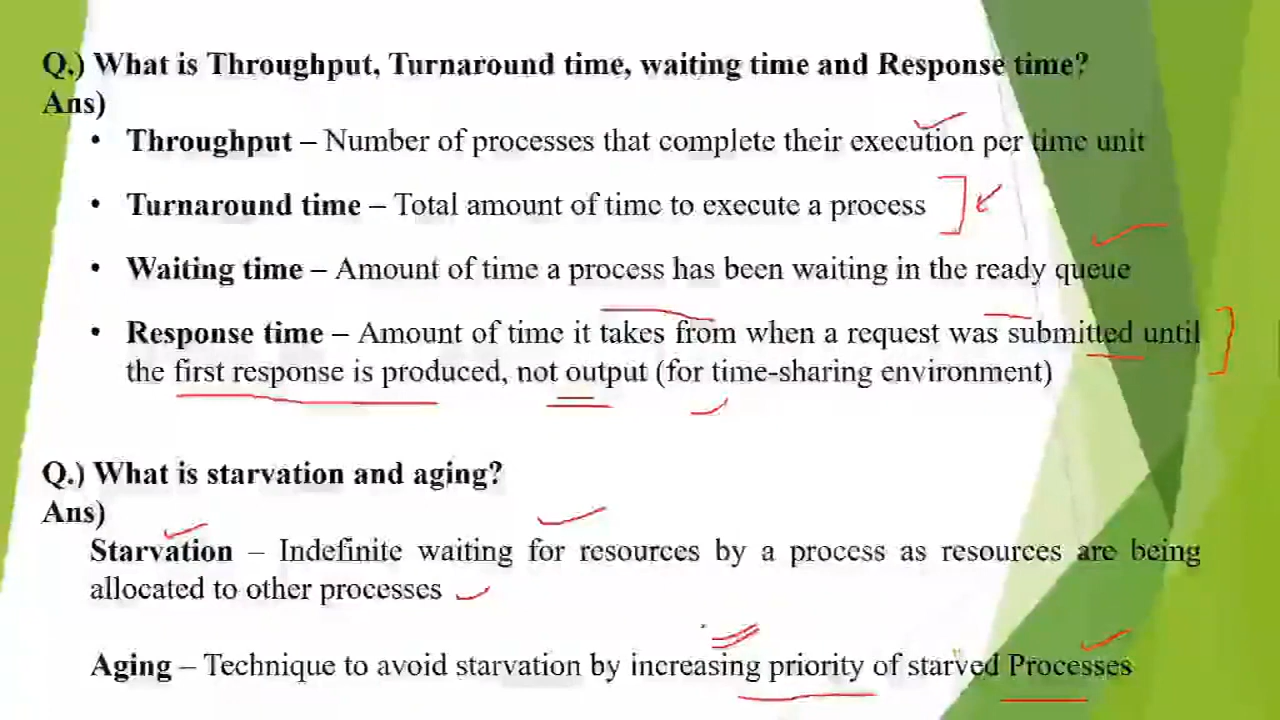 Q.) What is Throughput, Turnaround time, waiting time and Response time?
Ans)
• Throughput – Number of processes that complete their execution per time unit
• Turnaround time – Total amount of time to execute a process
• Waiting time – Amount of time a process has been waiting in the ready queue
• Response time – Amount of time it takes from when a request was submitted until
the first response is produced, not output (for time-sharing environment)
Q.) What is starvation and aging?
Ans)
Starvation – Indefinite waiting for resources by a process as resources are being
allocated to other processes
Aging – Technique to avoid starvation by increasing priority of starved Processes